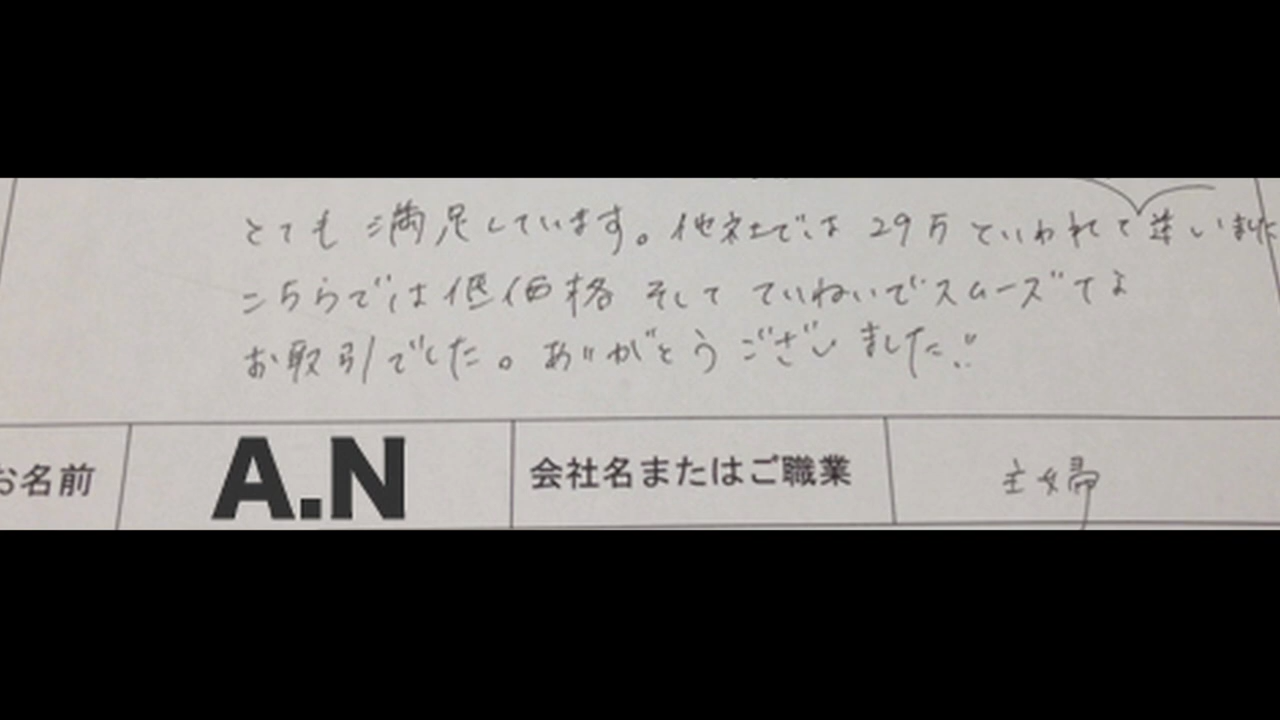 とても満足しています。他社では29万といわれて迷いました
こちらでは低価格 そして ていねいでスムーズでな
お取引でした。ありがとうございました!!
お名前 A.N 会社名またはご職業 主婦